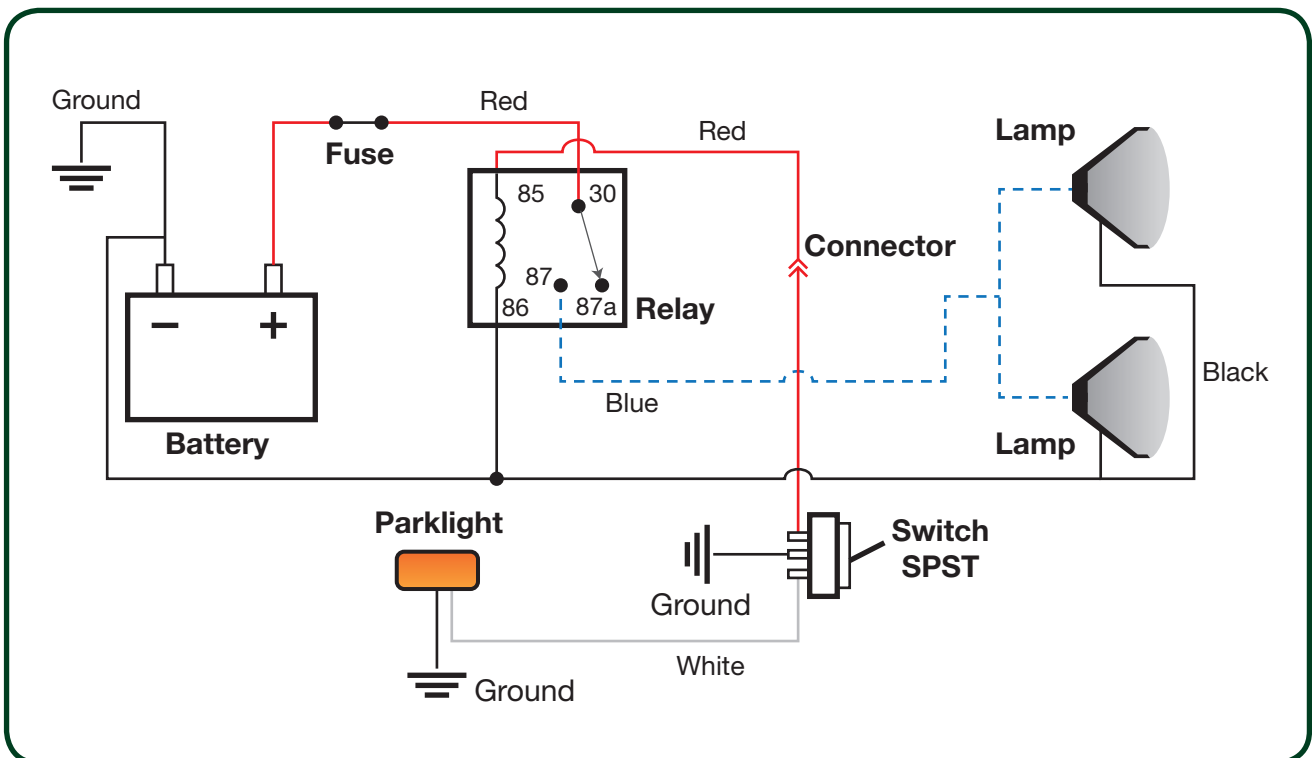 Ground
Red
Fuse
Red
Lamp
85
30
Connector
87
86
87a
Relay
−
+
Blue
Black
Battery
Lamp
Parklight
Switch
SPST
Ground
White
Ground